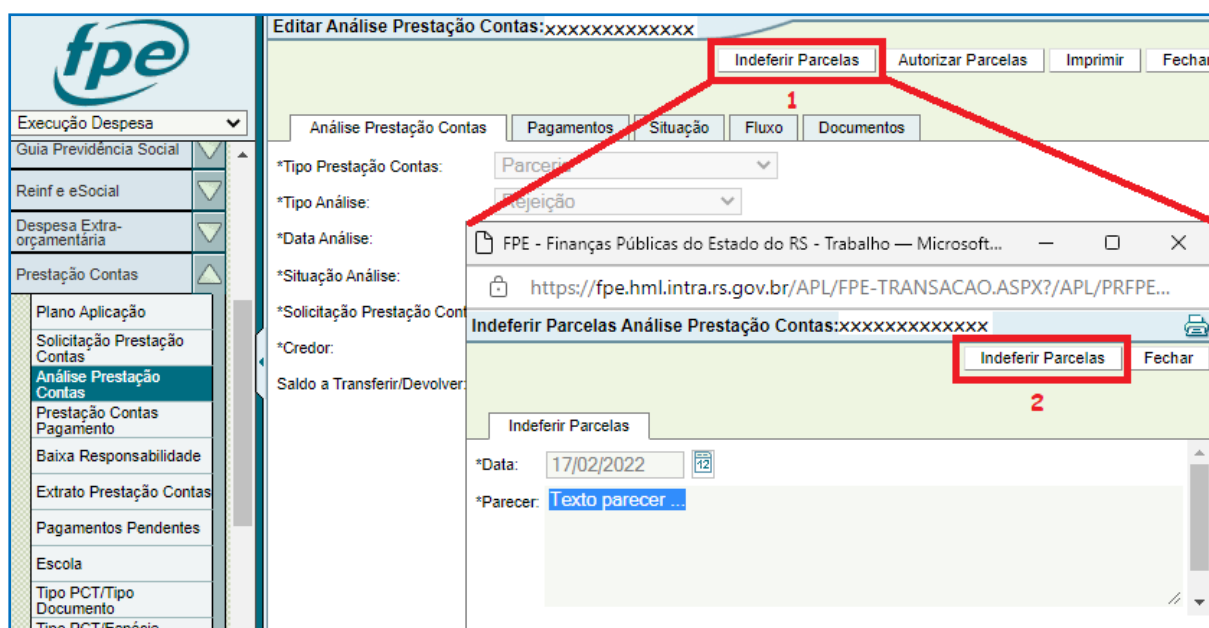 fpe
Execução Despesa
Guia Previdência Social
Reinf e eSocial
Despesa Extra-
orçamentária
Prestação Contas
Plano Aplicação
Solicitação Prestação
Contas
Análise Prestação
Contas
Prestação Contas
Pagamento
Baixa Responsabilidade
Extrato Prestação Contas
Pagamentos Pendentes
Escola
Tipo PCT/Tipo
Documento
Editar Análise Prestação Contas:xxxxxxxxxxxxx
Indeferir Parcelas Autorizar Parcelas Imprimir Fechar
1
Análise Prestação Contas Pagamentos Situação Fluxo Documentos
*Tipo Prestação Contas: Parceria
*Tipo Análise: Rejeição
*Data Análise:
*Situação Análise:
*Solicitação Prestação Cont
*Credor:
Saldo a Transferir/Devolver:
FPE - Finanças Públicas do Estado do RS - Trabalho — Microsoft...
https://fpe.hml.intra.rs.gov.br/APL/FPE-TRANSACAO.ASPX?/APL/PRFPE...
Indeferir Parcelas Análise Prestação Contas:xxxxxxxxxxxxx
Indeferir Parcelas Fechar
2
Indeferir Parcelas
*Data: 17/02/2022 12
*Parecer: Texto parecer ...